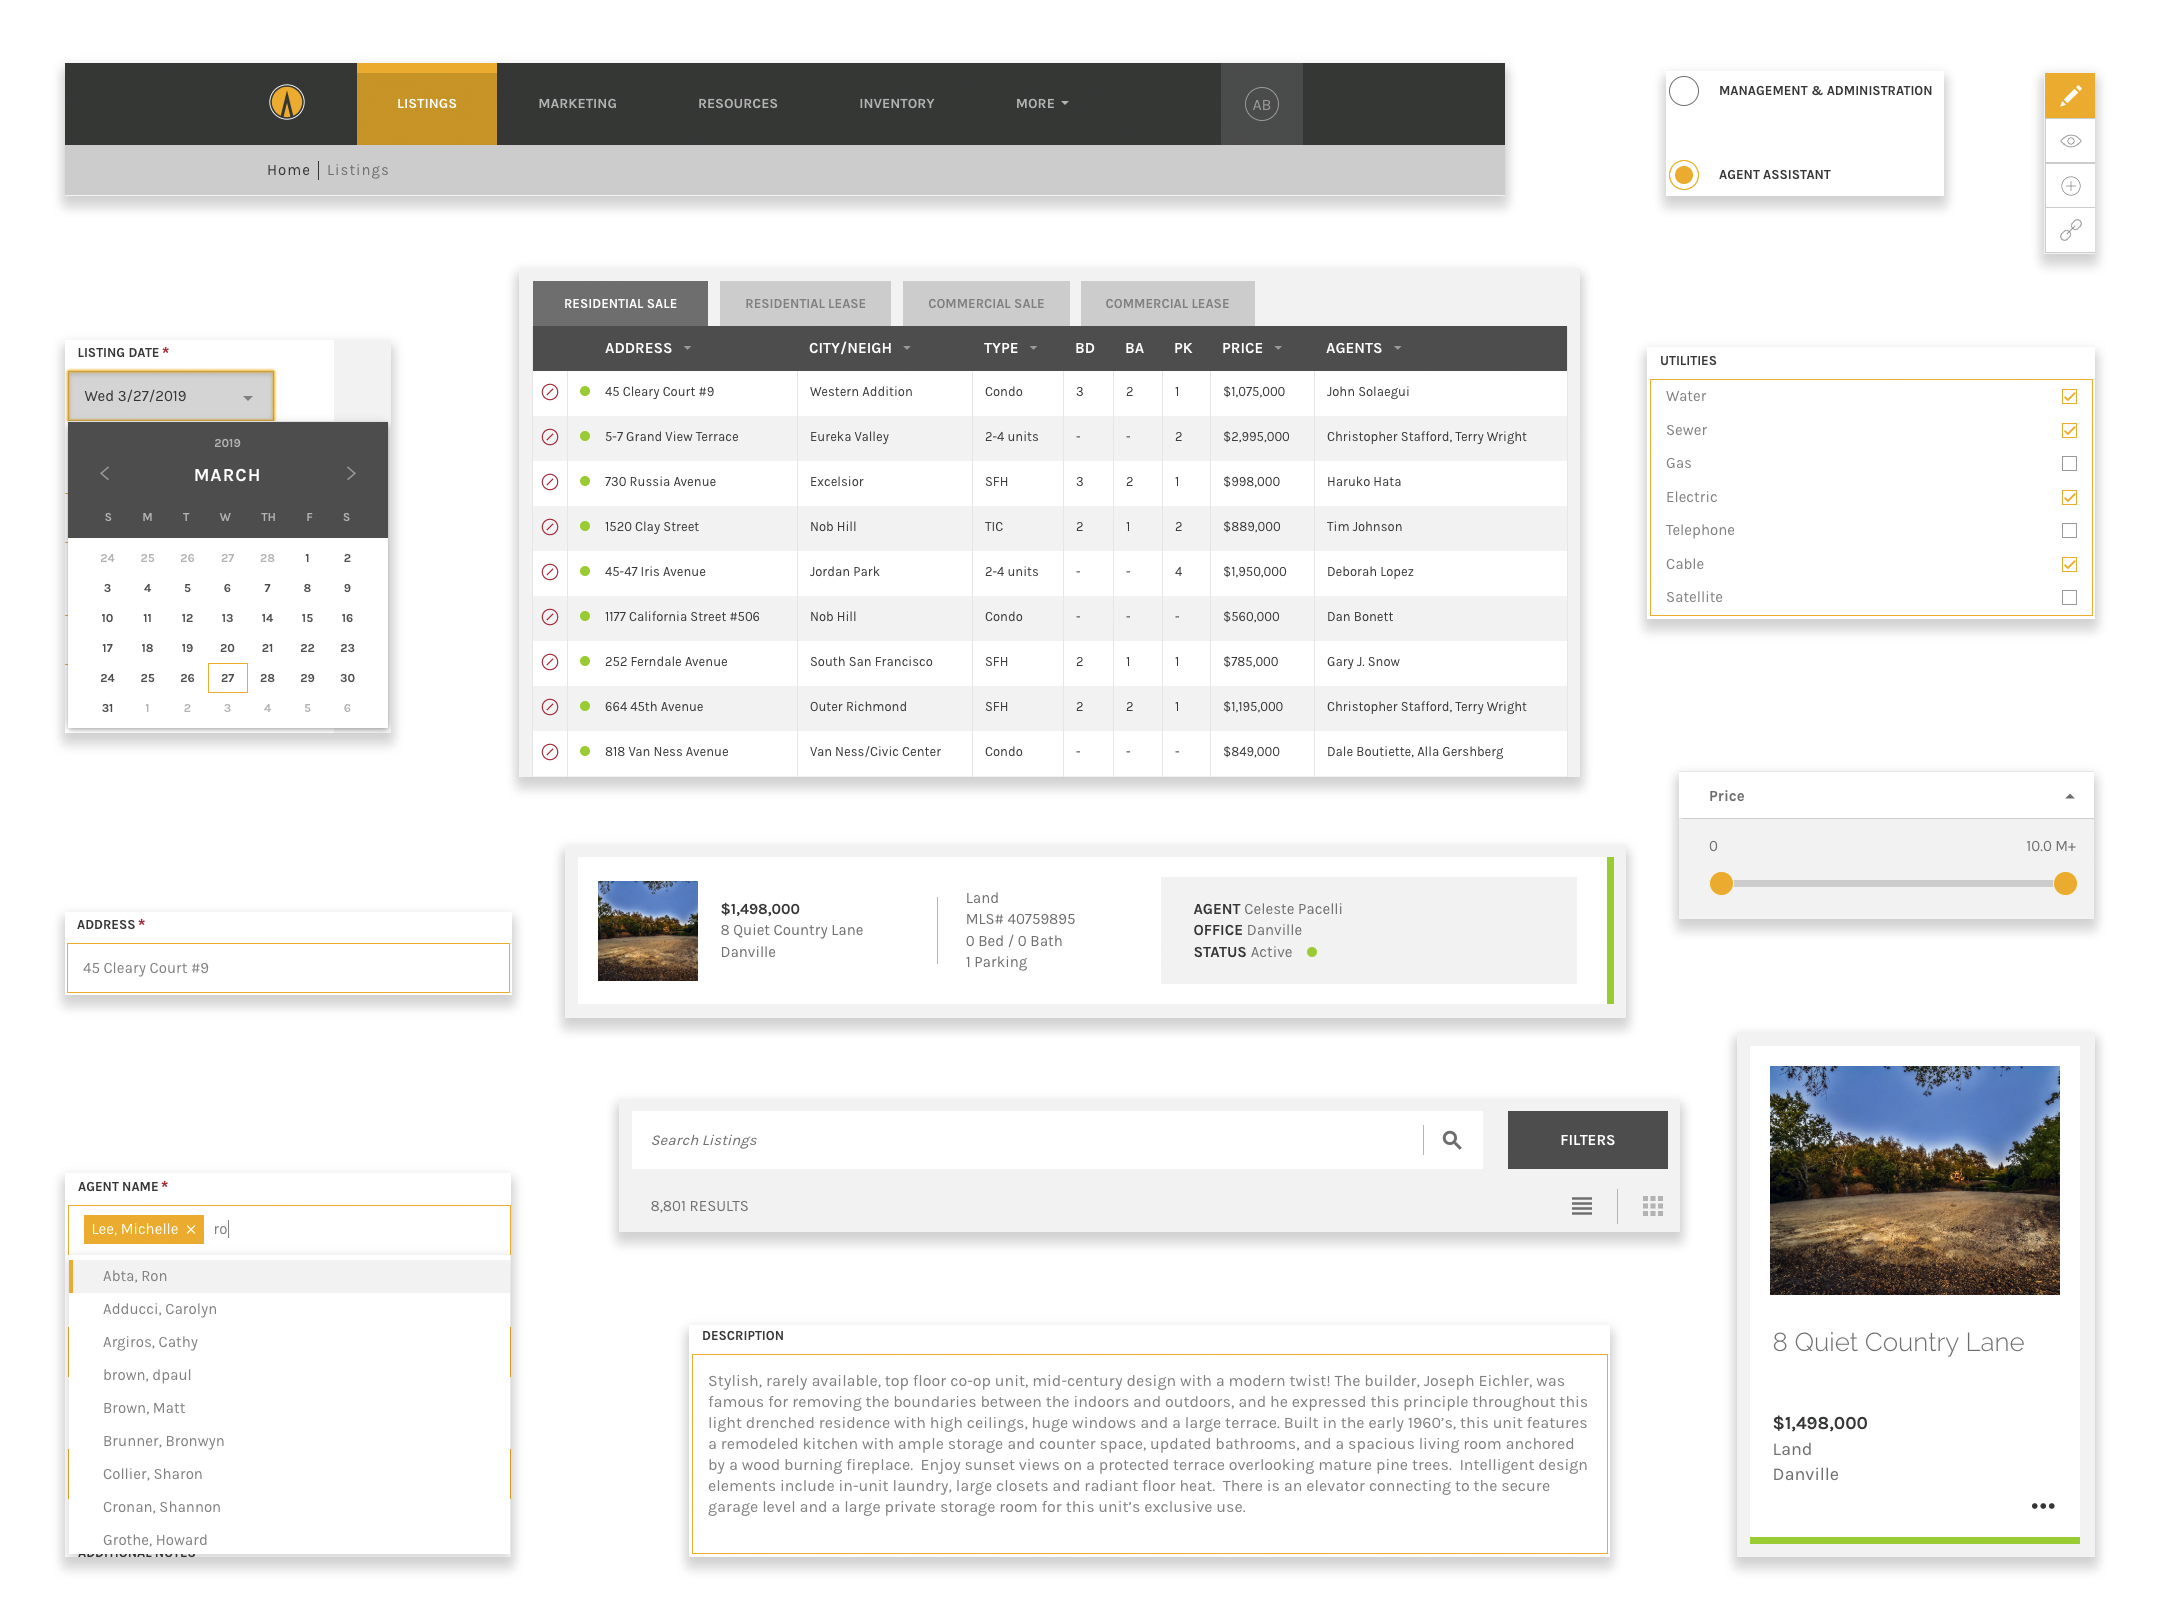 LISTINGS MARKETING RESOURCES INVENTORY MORE AB
Home | Listings
MANAGEMENT & ADMINISTRATION
AGENT ASSISTANT
LISTING DATE *
Wed 3/27/2019
2019
MARCH
S M T W TH F S
24 25 26 27 28 1 2
3 4 5 6 7 8 9
10 11 12 13 14 15 16
17 18 19 20 21 22 23
24 25 26 27 28 29 30
31 1 2 3 4 5 6
RESIDENTIAL SALE RESIDENTIAL LEASE COMMERCIAL SALE COMMERCIAL LEASE
ADDRESS CITY/NEIGH TYPE BD BA PK PRICE AGENTS
45 Cleary Court #9 Western Addition Condo 3 2 1 $1,075,000 John Solaegui
5-7 Grand View Terrace Eureka Valley 2-4 units - - 2 $2,995,000 Christopher Stafford, Terry Wright
730 Russia Avenue Excelsior SFH 3 2 1 $998,000 Haruko Hata
1520 Clay Street Nob Hill TIC 2 1 2 $889,000 Tim Johnson
45-47 Iris Avenue Jordan Park 2-4 units - - 4 $1,950,000 Deborah Lopez
1177 California Street #506 Nob Hill Condo - - - $560,000 Dan Bonett
252 Ferndale Avenue South San Francisco SFH 2 1 1 $785,000 Gary J. Snow
664 45th Avenue Outer Richmond SFH 2 2 1 $1,195,000 Christopher Stafford, Terry Wright
818 Van Ness Avenue Van Ness/Civic Center Condo - - - $849,000 Dale Boutiette, Alla Gershberg
UTILITIES
Water
Sewer
Gas
Electric
Telephone
Cable
Satellite
Price
0 10.0 M+
ADDRESS *
45 Cleary Court #9
$1,498,000
8 Quiet Country Lane
Danville
Land
MLS# 40759895
0 Bed / 0 Bath
1 Parking
AGENT Celeste Pacelli
OFFICE Danville
STATUS Active
Search Listings
FILTERS
8,801 RESULTS
AGENT NAME *
Lee, Michelle × ro
Abta, Ron
Adducci, Carolyn
Argiros, Cathy
brown, dpaul
Brown, Matt
Brunner, Bronwyn
Collier, Sharon
Cronan, Shannon
Grothe, Howard
ADDITIONAL NOTES
DESCRIPTION
Stylish, rarely available, top floor co-op unit, mid-century design with a modern twist! The builder, Joseph Eichler, was
famous for removing the boundaries between the indoors and outdoors, and he expressed this principle throughout this
light drenched residence with high ceilings, huge windows and a large terrace. Built in the early 1960's, this unit features
a remodeled kitchen with ample storage and counter space, updated bathrooms, and a spacious living room anchored
by a wood burning fireplace. Enjoy sunset views on a protected terrace overlooking mature pine trees. Intelligent design
elements include in-unit laundry, large closets and radiant floor heat. There is an elevator connecting to the secure
garage level and a large private storage room for this unit's exclusive use.
8 Quiet Country Lane
$1,498,000
Land
Danville